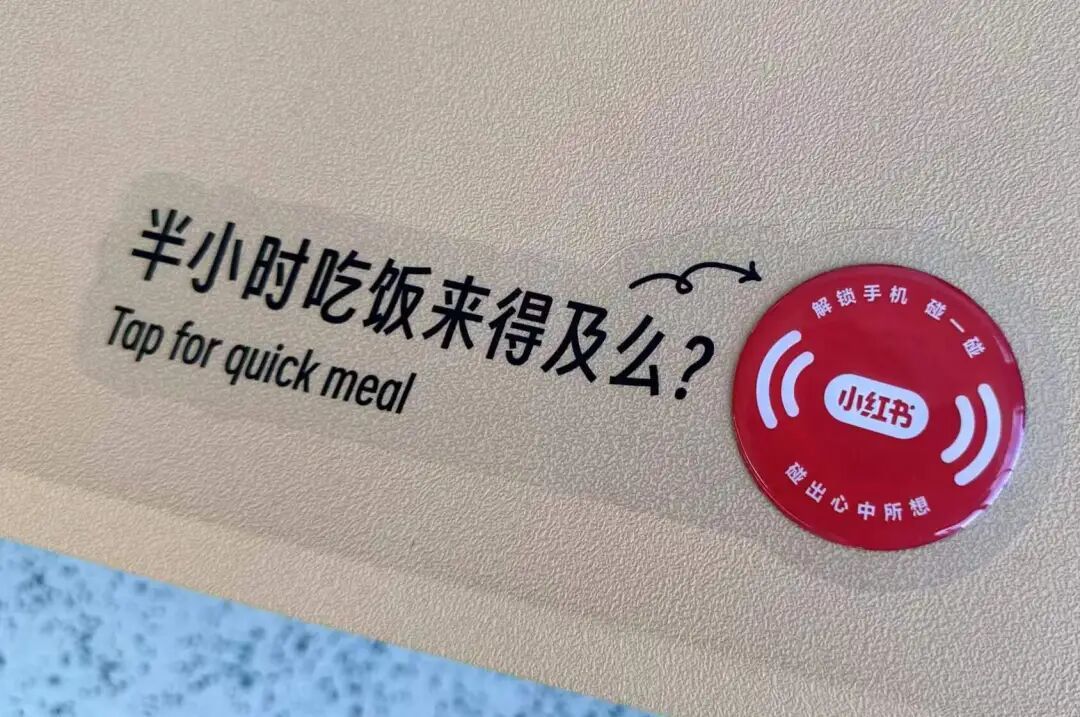 半小时吃饭来得及么?
Tap for quick meal
解锁手机 碰一碰
小红书
碰出心中所想